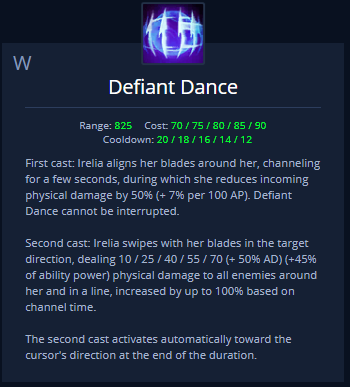 W
Defiant Dance
Range: 825 Cost: 70 / 75 / 80 / 85 / 90
Cooldown: 20 / 18 / 16 / 14 / 12
First cast: Irelia aligns her blades around her, channeling
for a few seconds, during which she reduces incoming
physical damage by 50% (+ 7% per 100 AP). Defiant
Dance cannot be interrupted.
Second cast: Irelia swipes with her blades in the target
direction, dealing 10 / 25 / 40 / 55 / 70 (+ 50% AD) (+45%
of ability power) physical damage to all enemies around
her and in a line, increased by up to 100% based on
channel time.
The second cast activates automatically toward the
cursor's direction at the end of the duration.